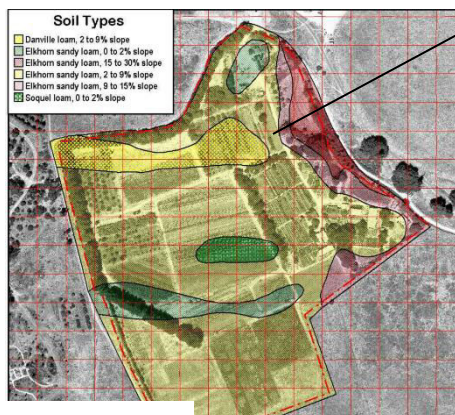 Soil Types
Danville loam, 2 to 9% slope
Elkhorn sandy loam, 0 to 2% slope
Elkhorn sandy loam, 15 to 30% slope
Elkhorn sandy loam, 2 to 9% slope
Elkhorn sandy loam, 9 to 15% slope
Soquel loam, 0 to 2% slope